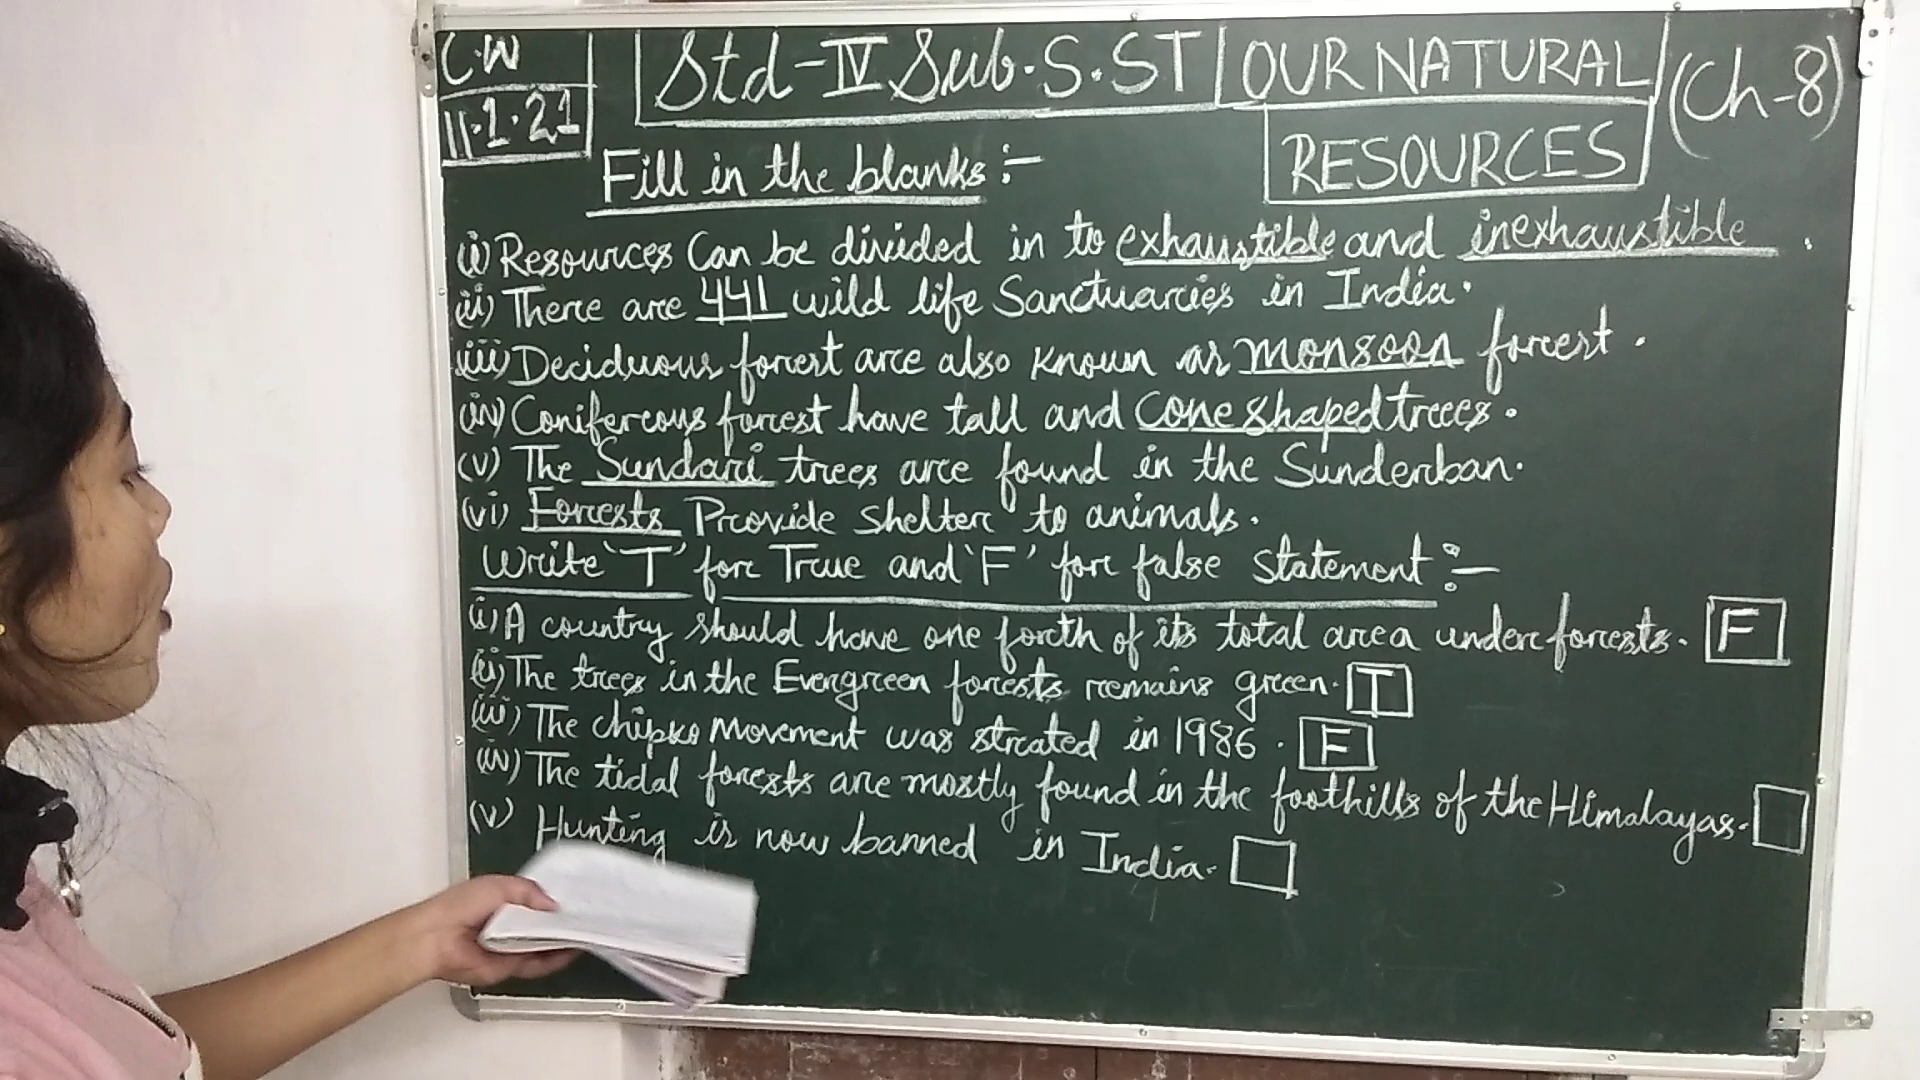 C.W
11.1.21
Std-IV Sub.S.ST OUR NATURAL (Ch-8)
RESOURCES
Fill in the blanks:-
(i) Resources Can be divided in to exhaustible and inexhaustible.
(ii) There are 441 wild life Sanctuaries in India.
(iii) Deciduous forest are also known as monsoon forest.
(iv) Conifereous forest have tall and Cone shaped trees.
(v) The Sundari trees are found in the Sunderban.
(vi) Forests Provide shelter to animals.
Write 'T' for True and 'F' for false statement:-
(i) A country should have one forth of its total area under forests. F
(ii) The trees in the Evergreen forests remains green. T
(iii) The chipko movement was strated in 1986. F
(iv) The tidal forests are mostly found in the foothills of the Himalayas.
(v) Hunting is now banned in India.